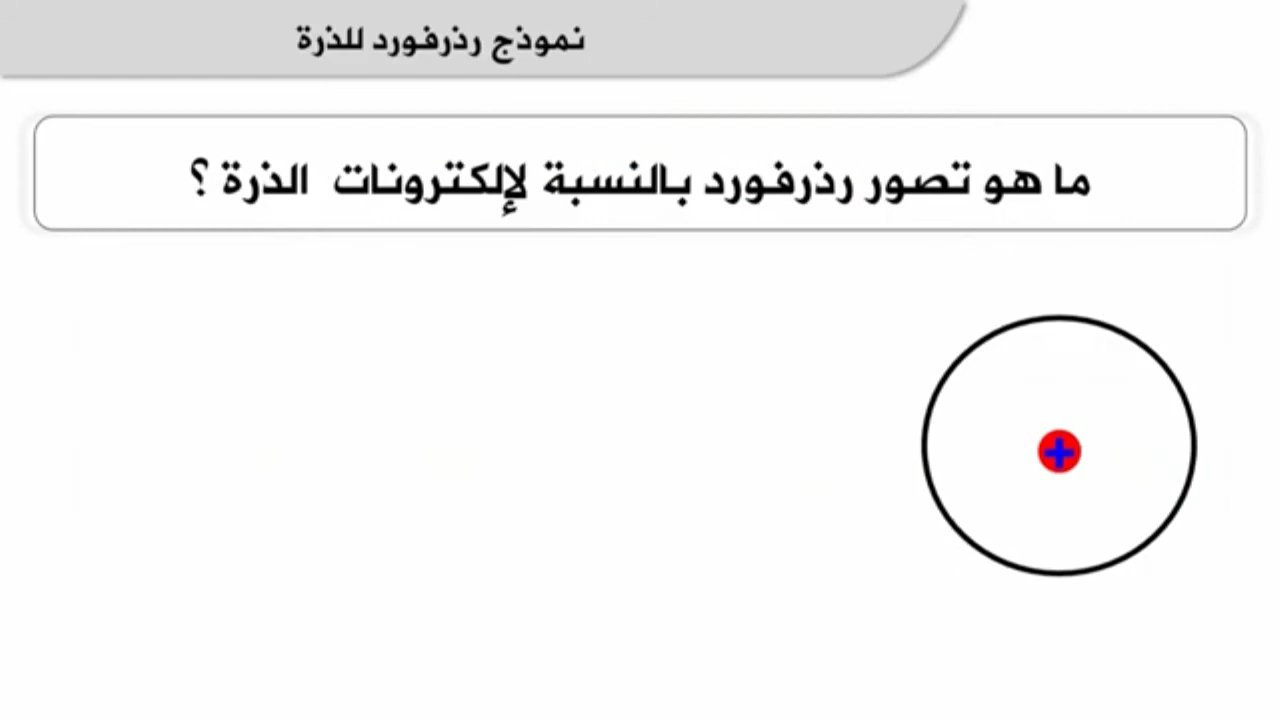 نموذج رذرفورد للذرة
ما هو تصور رذرفورد بالنسبة لإلكترونات الذرة ؟
+